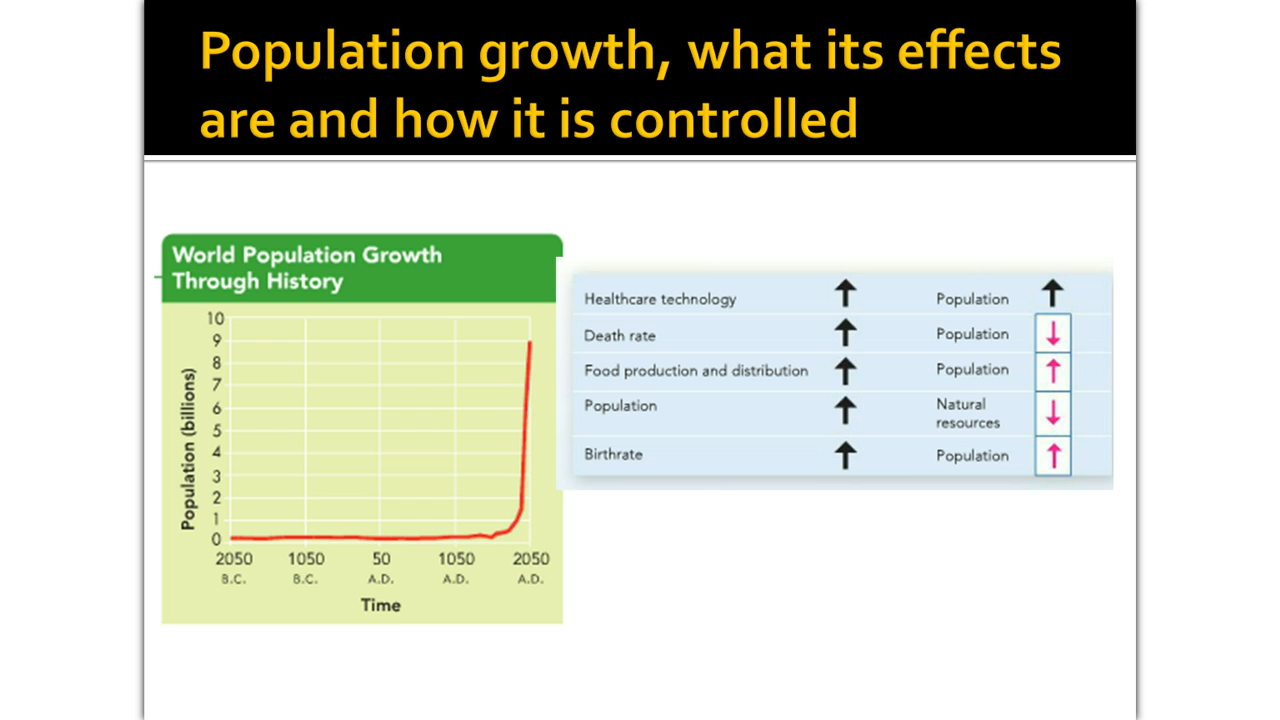 Population growth, what its effects
are and how it is controlled
World Population Growth
Through History
Population (billions)
10
9
8
7
6
5
4
3
2
1
0
2050 1050 50 1050 2050
B.C. B.C. A.D. A.D. A.D.
Time
Healthcare technology ↑ Population ↑
Death rate ↑ Population ↓
Food production and distribution ↑ Population ↑
Population ↑ Natural
resources ↓
Birthrate ↑ Population ↑